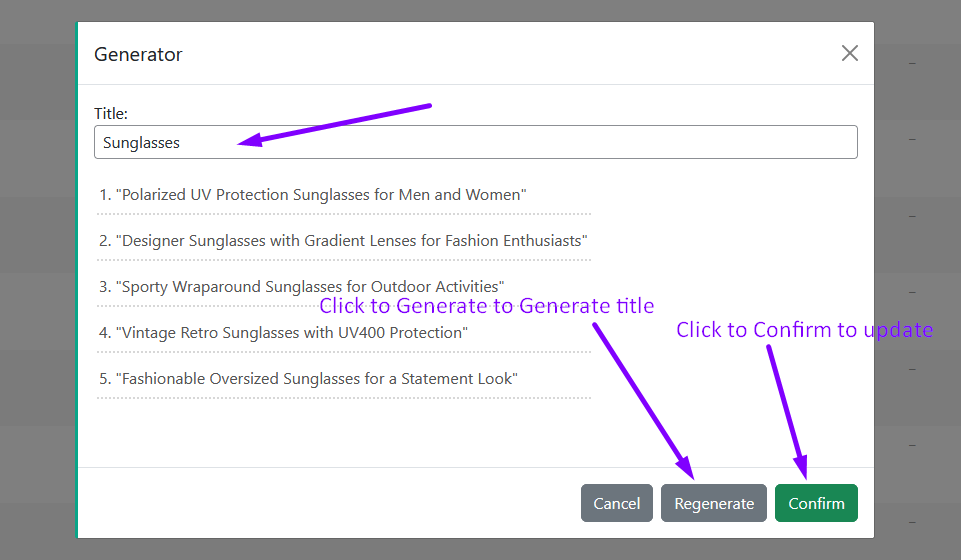 Generator
Title:
Sunglasses
1. "Polarized UV Protection Sunglasses for Men and Women"
2. "Designer Sunglasses with Gradient Lenses for Fashion Enthusiasts"
3. "Sporty Wraparound Sunglasses for Outdoor Activities"
Click to Generate to Generate title
Click to Confirm to update
4. "Vintage Retro Sunglasses with UV400 Protection"
5. "Fashionable Oversized Sunglasses for a Statement Look"
Cancel
Regenerate
Confirm